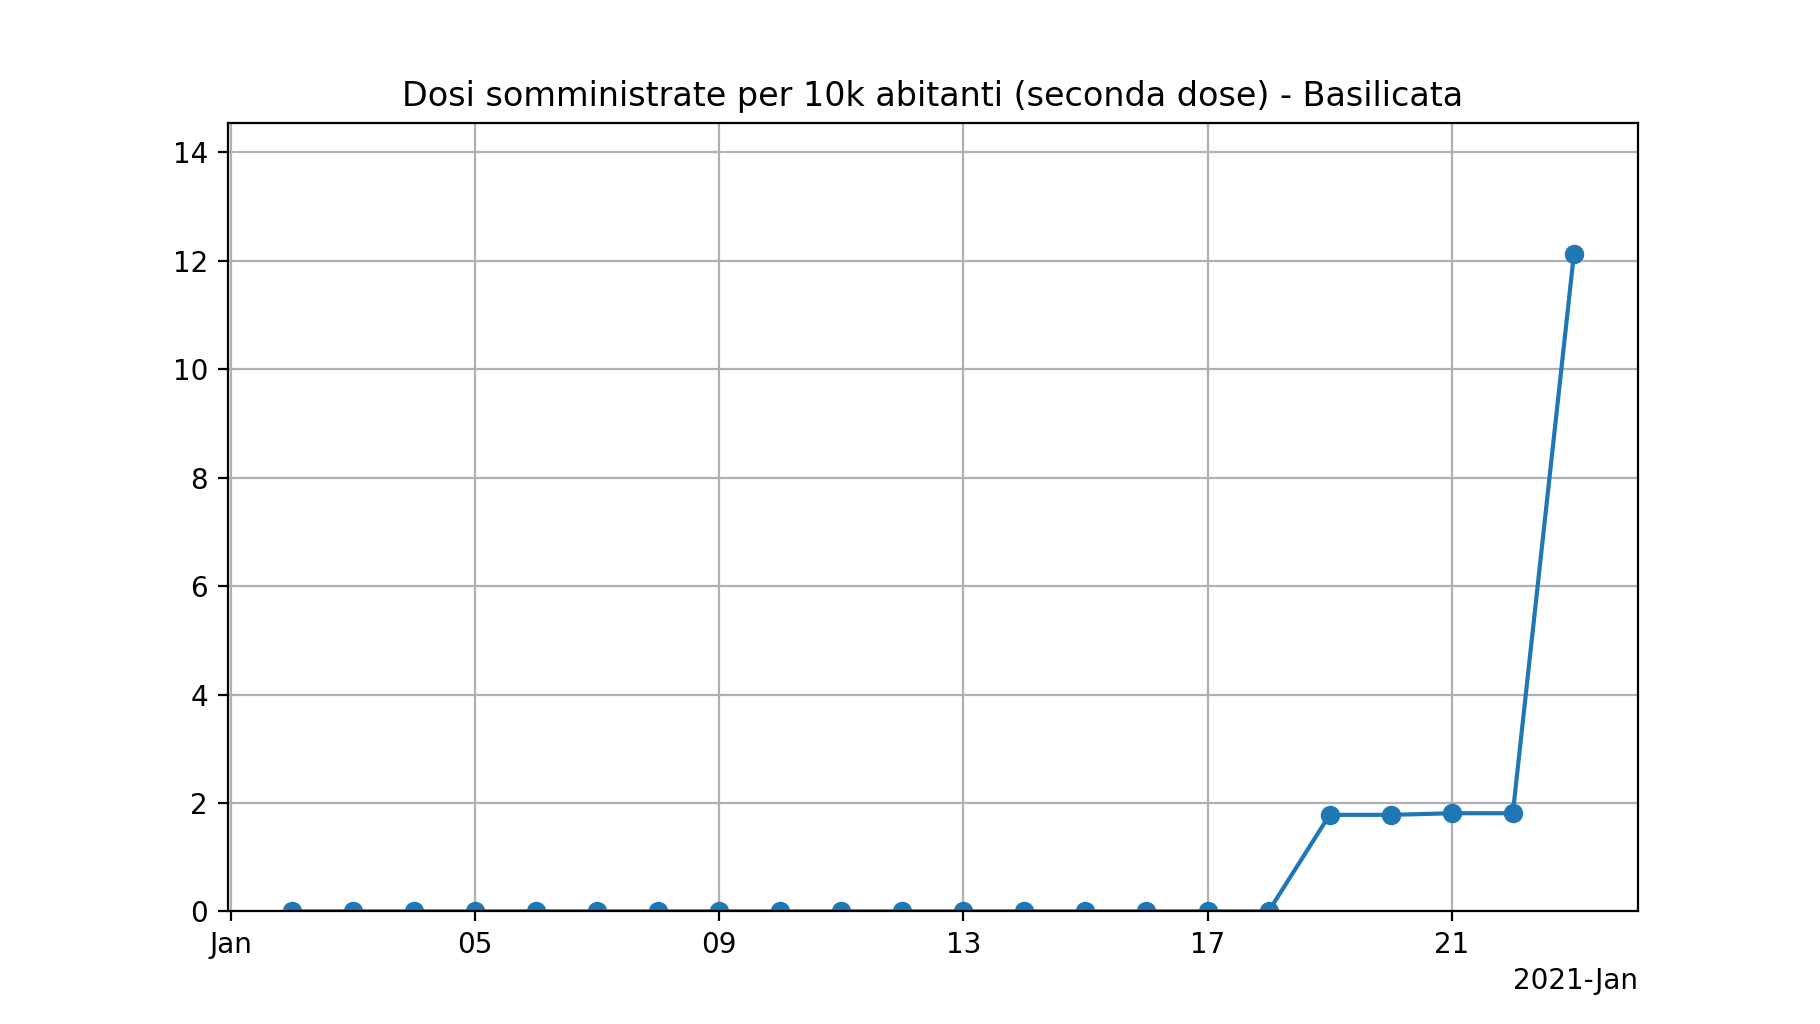 Dosi somministrate per 10k abitanti (seconda dose) - Basilicata
14
12
10
8
6
4
2
0
Jan 05 09 13 17 21
2021-Jan